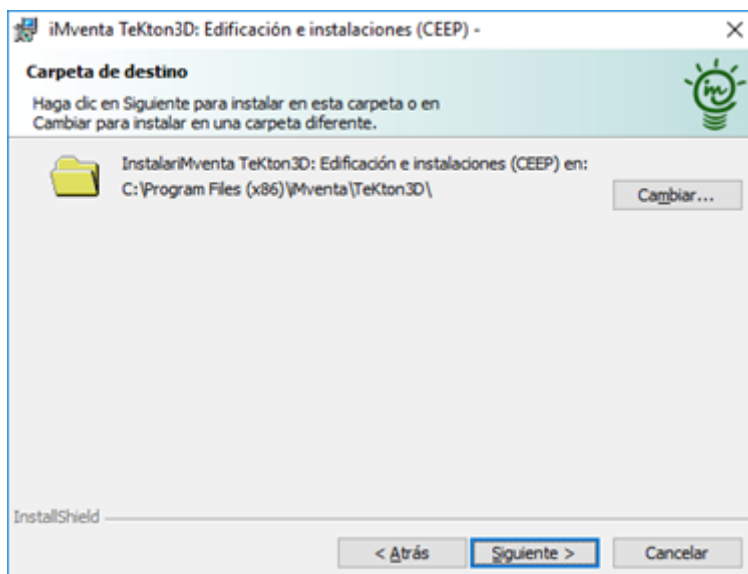 iMventa TeKton3D: Edificación e instalaciones (CEEP) -
Carpeta de destino
Haga clic en Siguiente para instalar en esta carpeta o en
Cambiar para instalar en una carpeta diferente.
im
InstalariMventa TeKton3D: Edificación e instalaciones (CEEP) en:
C:\Program Files (x86)\iMventa\TeKton3D\
Cambiar...
InstallShield
< Atrás
Siguiente >
Cancelar